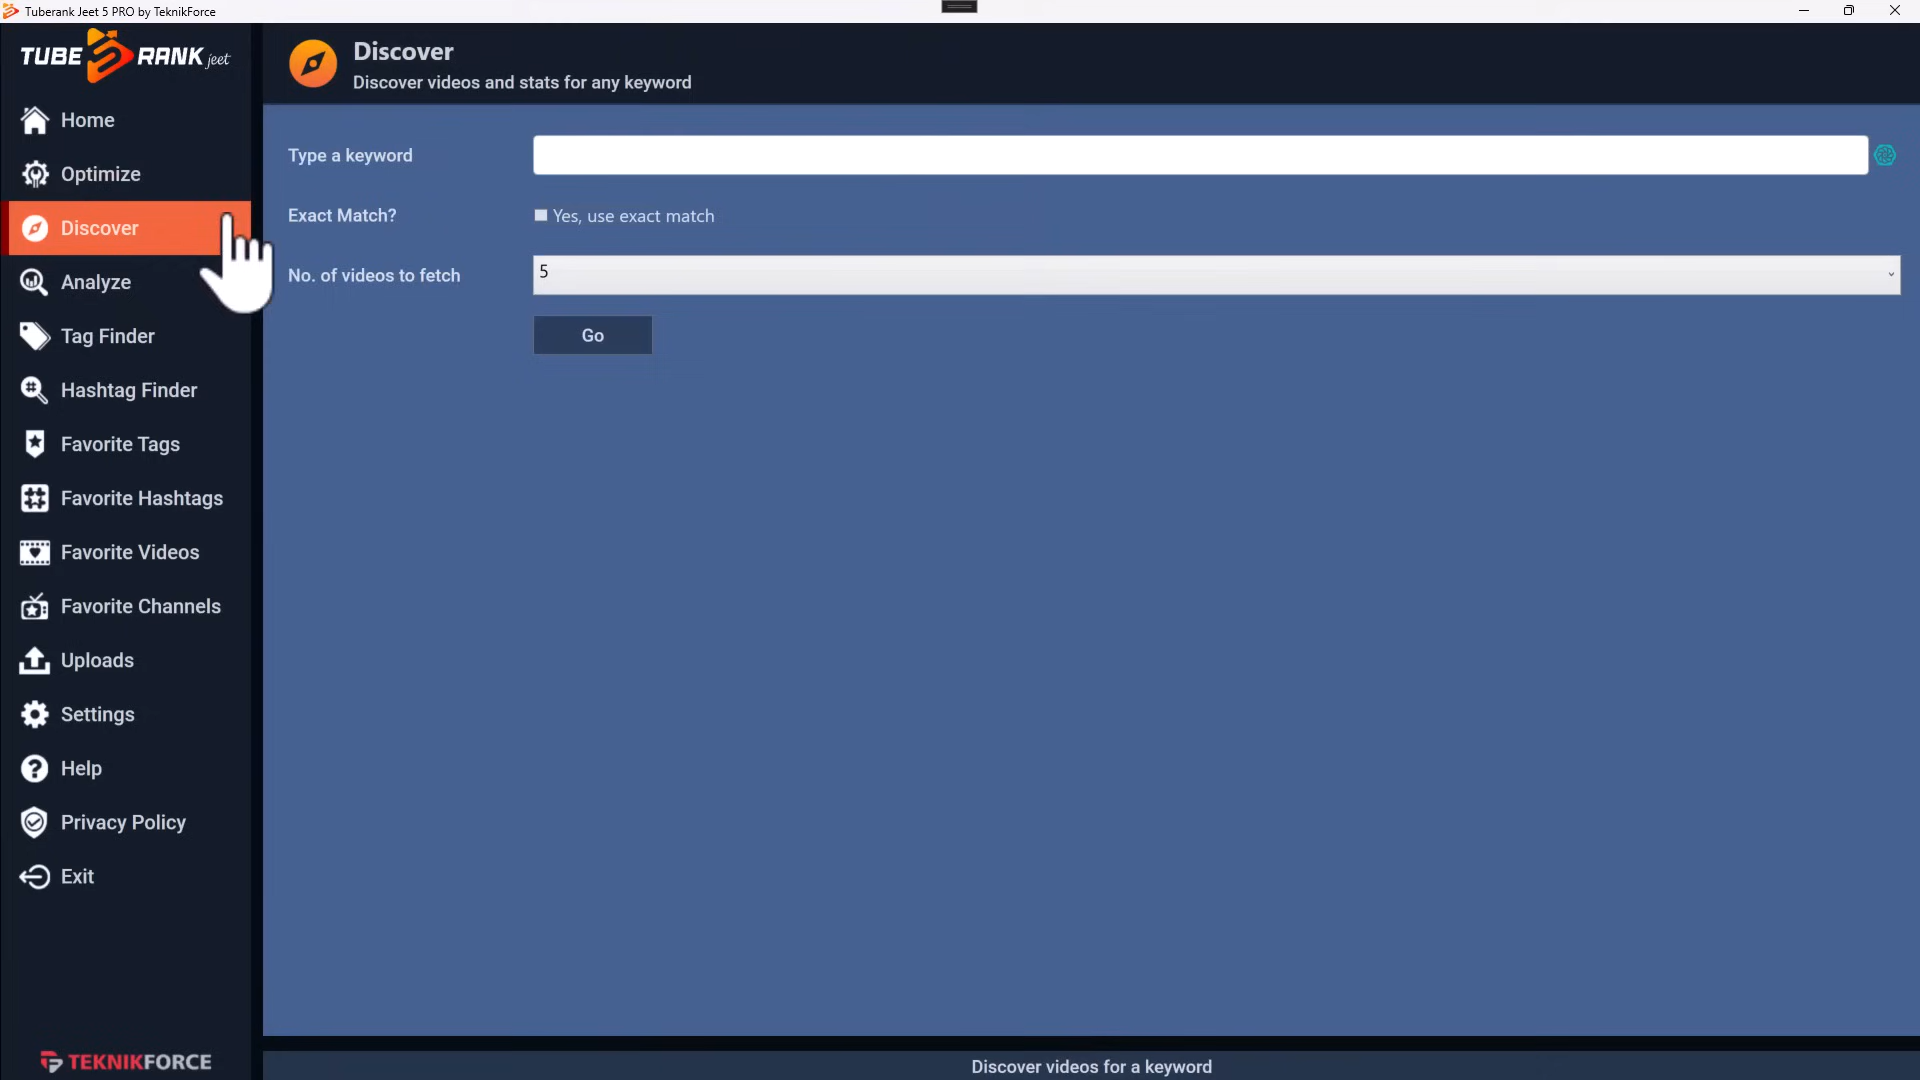 Tuberank Jeet 5 PRO by TeknikForce
TUBE RANK jeet
Home
Optimize
Discover
Analyze
Tag Finder
Hashtag Finder
Favorite Tags
Favorite Hashtags
Favorite Videos
Favorite Channels
Uploads
Settings
Help
Privacy Policy
Exit
TEKNIKFORCE
Discover
Discover videos and stats for any keyword
Type a keyword
Exact Match? Yes, use exact match
No. of videos to fetch 5
Go
Discover videos for a keyword